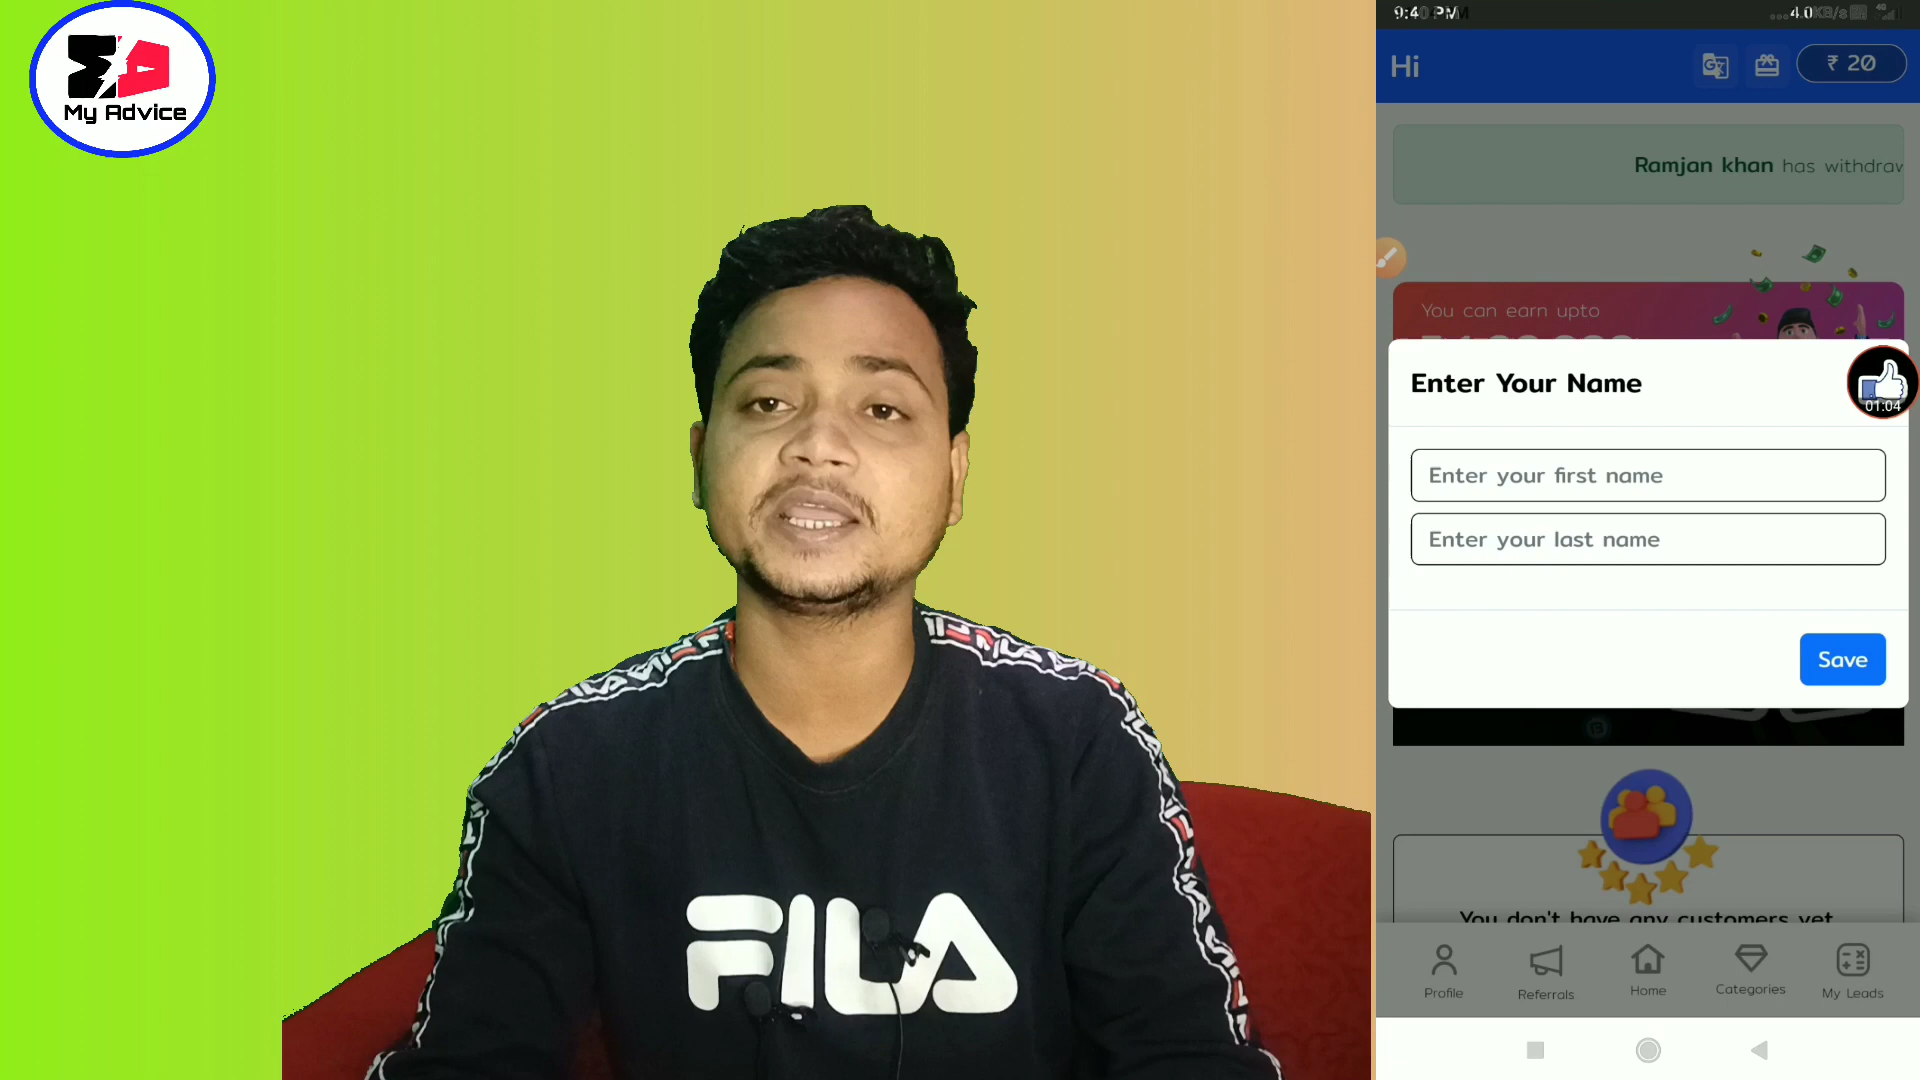 My Advice
FILA
9:40 PM
Hi
₹ 20
Ramjan khan has withdraw
You can earn upto
Enter Your Name
01:04
Enter your first name
Enter your last name
Save
You don't have any customers yet
Profile
Referrals
Home
Categories
My Leads